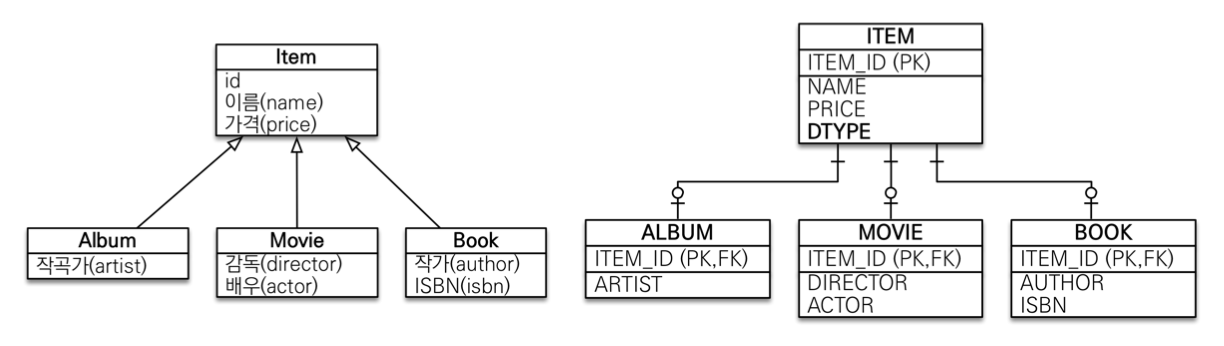 Item
id
이름(name)
가격(price)
Album
작곡가(artist)
Movie
감독(director)
배우(actor)
Book
작가(author)
ISBN(isbn)
ITEM
ITEM_ID (PK)
NAME
PRICE
DTYPE
ALBUM
ITEM_ID (PK,FK)
ARTIST
MOVIE
ITEM_ID (PK,FK)
DIRECTOR
ACTOR
BOOK
ITEM_ID (PK,FK)
AUTHOR
ISBN